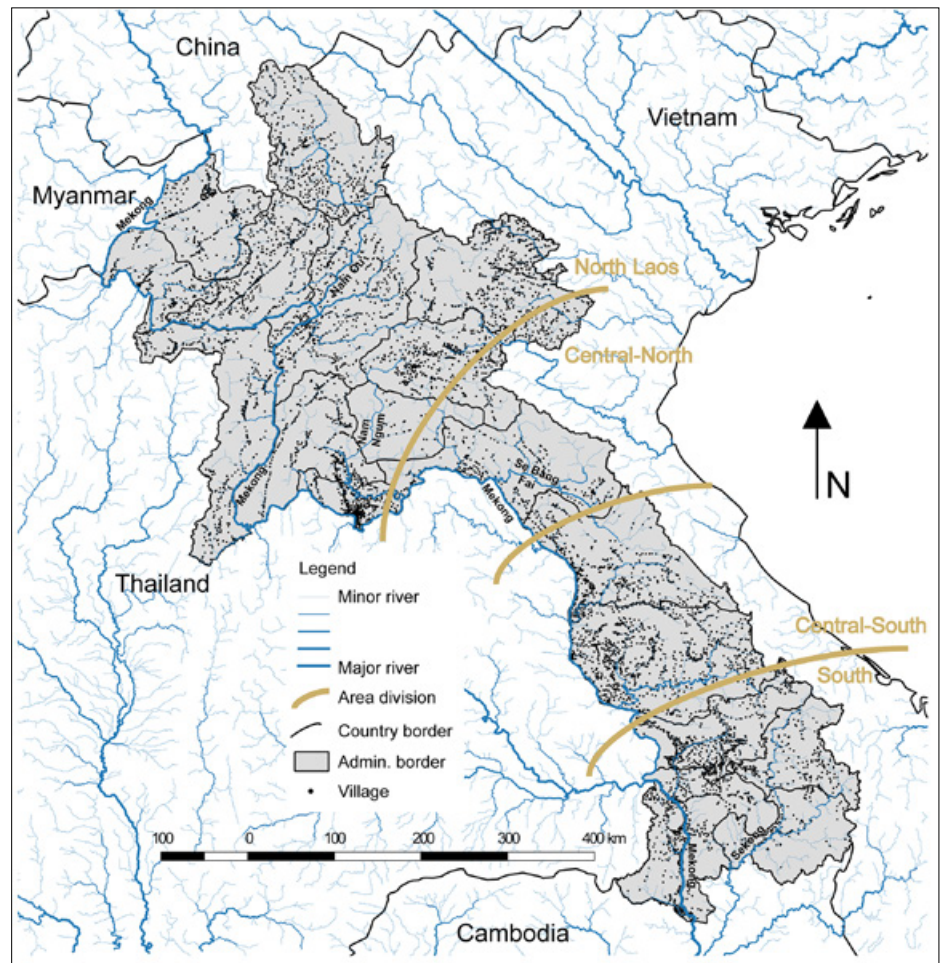 China
Vietnam
Myanmar
Mekong
Nam Ou
North Laos
Central-North
Nam
Ngum
Se Bang
Fai
Mekong
Mekong
N
Thailand
Legend
Minor river
Major river
Area division
Country border
Admin. border
Village
Central-South
South
100 0 100 200 300 400 km
Sekong
Mekong
Cambodia